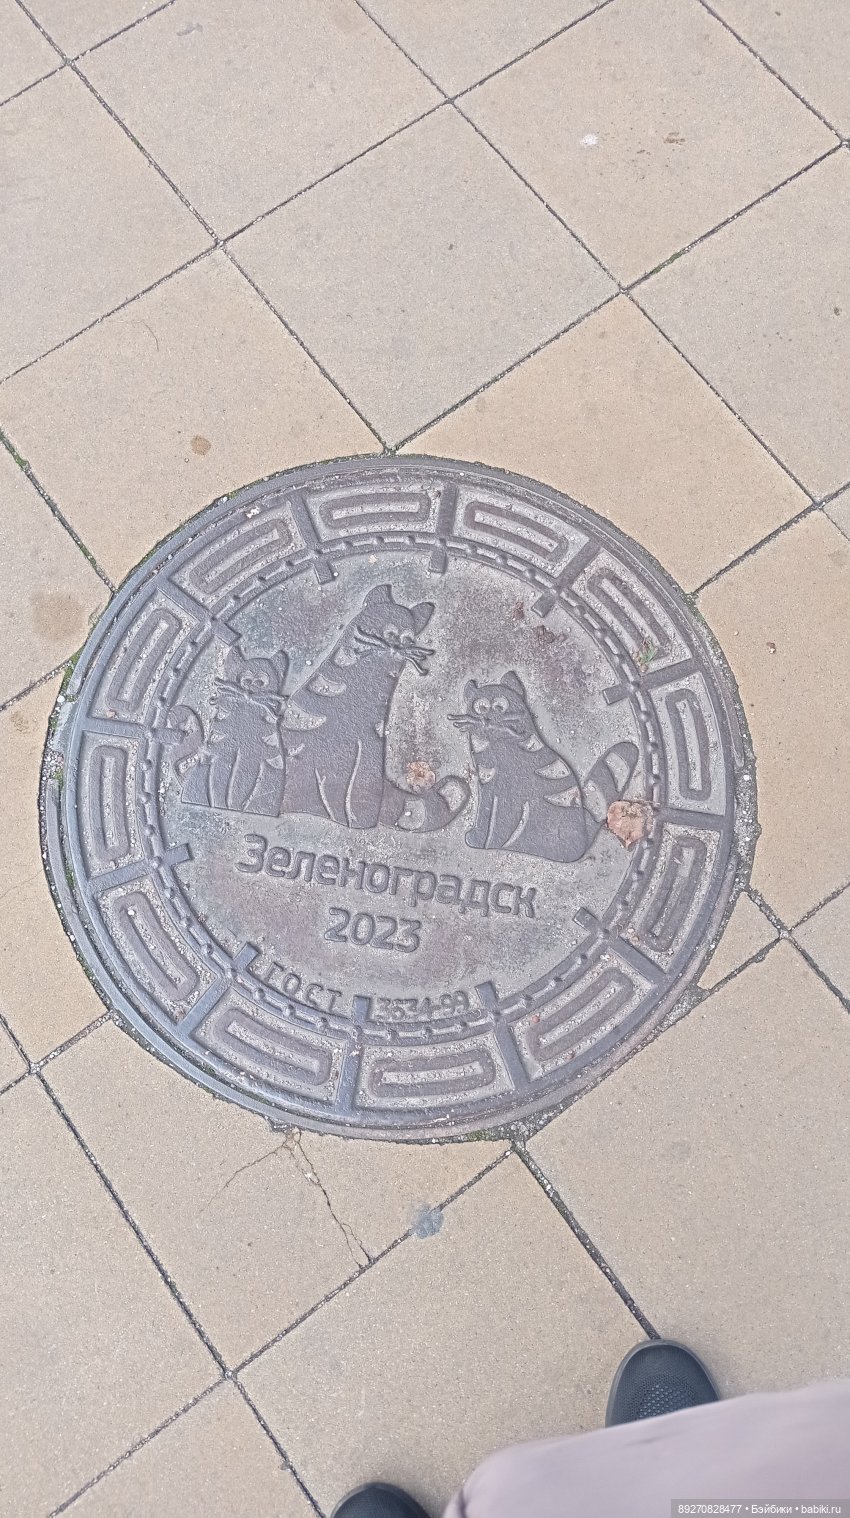 Зеленоградск
2023
ГОСТ 3634-99
89270828477 • Бэйбики • babiki.ru